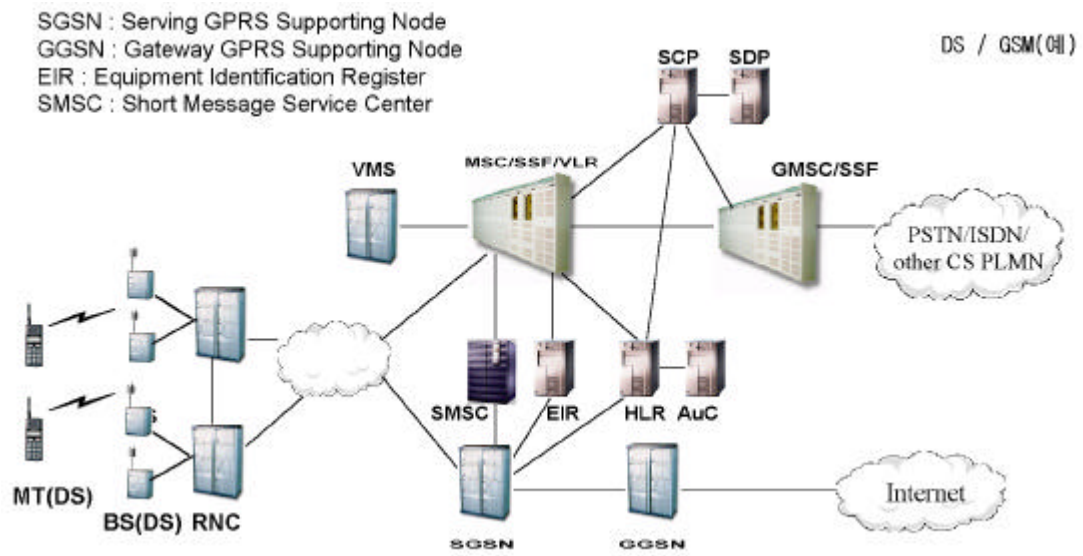 SGSN : Serving GPRS Supporting Node
GGSN : Gateway GPRS Supporting Node
EIR : Equipment Identification Register
SMSC : Short Message Service Center
DS / GSM(예)
SCP SDP
VMS
MSC/SSF/VLR
GMSC/SSF
PSTN/ISDN/
other CS PLMN
SMSC EIR HLR AuC
MT(DS)
BS(DS) RNC
Internet
SGSN
GGSN